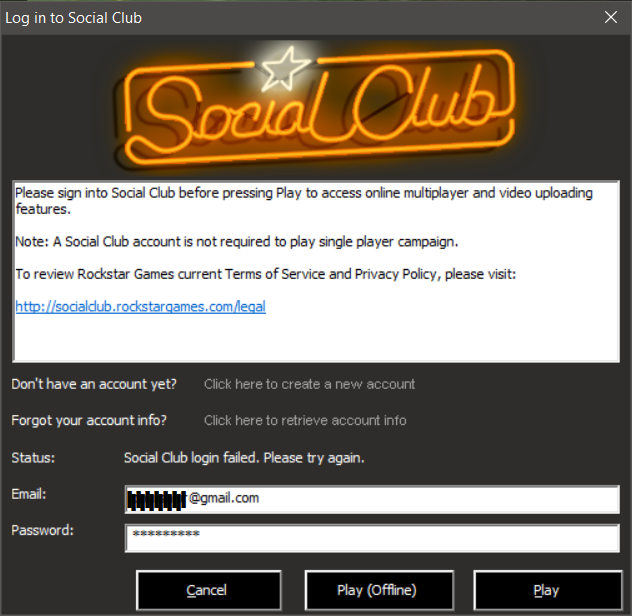 Log in to Social Club
Social Club
Please sign into Social Club before pressing Play to access online multiplayer and video uploading
features.
Note: A Social Club account is not required to play single player campaign.
To review Rockstar Games current Terms of Service and Privacy Policy, please visit:
http://socialclub.rockstargames.com/legal
Don't have an account yet? Click here to create a new account
Forgot your account info? Click here to retrieve account info
Status: Social Club login failed. Please try again.
Email: @gmail.com
Password: *********
Cancel Play (Offline) Play